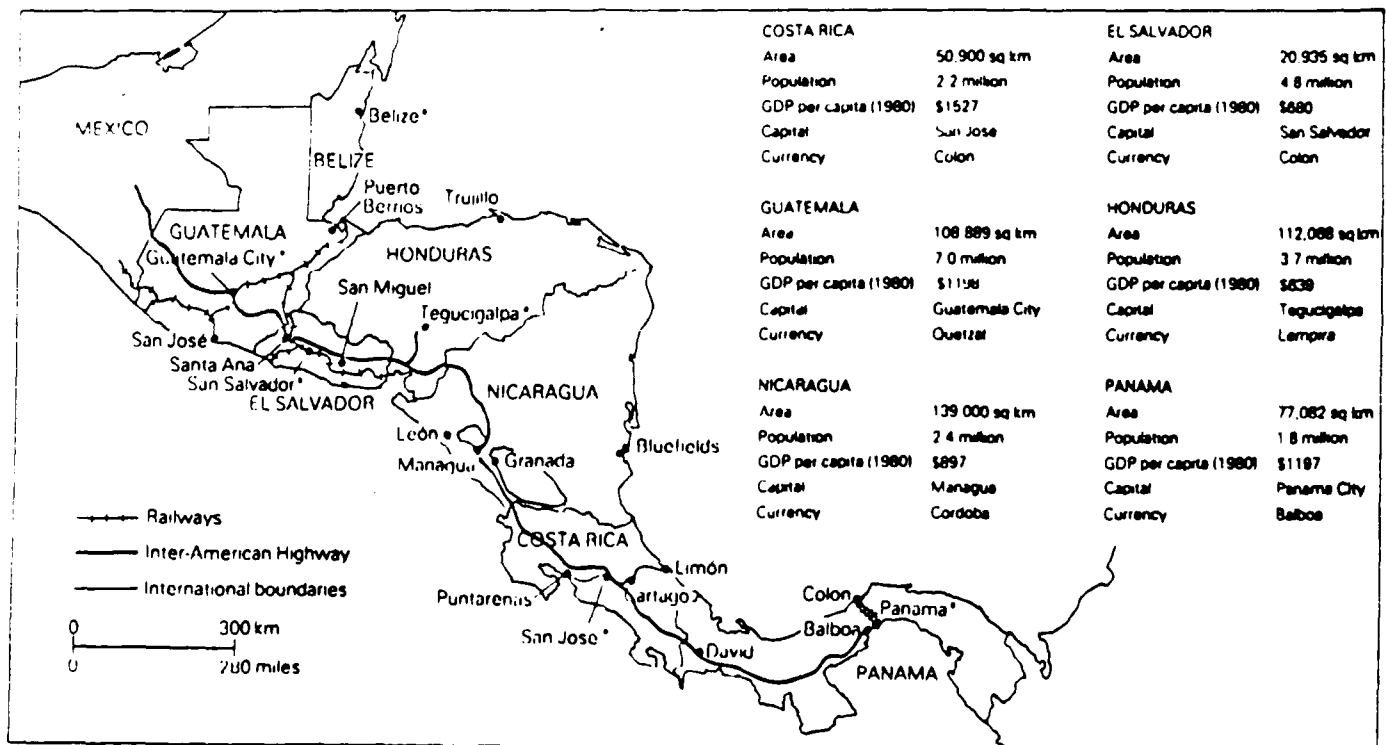 MEXICO
Belize*
BELIZE
Puerto
Berrios
Trujillo
GUATEMALA
Guatemala City*
HONDURAS
San Miguel
Tegucigalpa*
San José
Santa Ana
San Salvador*
EL SALVADOR
NICARAGUA
León
Managua
Granada
Bluefields
Railways
Inter-American Highway
International boundaries
0 300 km
0 280 miles
COSTA RICA
Puntarenas
San José*
Cartago
Limón
David
Colon
Panama*
Balboa
PANAMA
COSTA RICA
Area 50.900 sq km
Population 2 2 million
GDP per capita (1980) $1527
Capital San José
Currency Colon
EL SALVADOR
Area 20.935 sq km
Population 4 8 million
GDP per capita (1980) $680
Capital San Salvador
Currency Colon
GUATEMALA
Area 108 889 sq km
Population 7 0 million
GDP per capita (1980) $1198
Capital Guatemala City
Currency Quetzal
HONDURAS
Area 112,088 sq km
Population 3 7 million
GDP per capita (1980) $639
Capital Tegucigalpa
Currency Lempira
NICARAGUA
Area 139 000 sq km
Population 2 4 million
GDP per capita (1980) $897
Capital Managua
Currency Cordoba
PANAMA
Area 77,082 sq km
Population 1 8 million
GDP per capita (1980) $1197
Capital Panama City
Currency Balboa